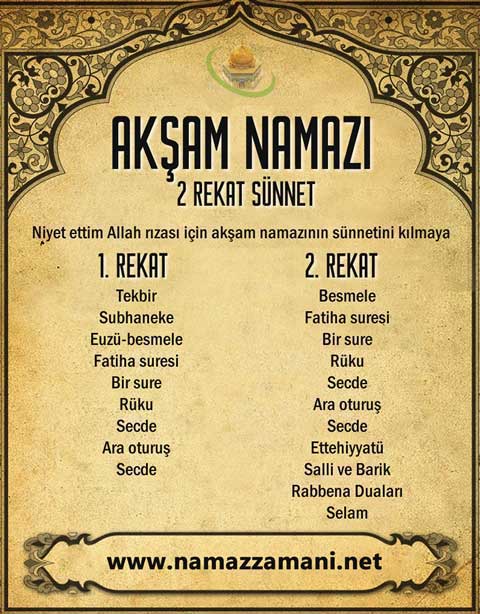 AKŞAM NAMAZI
2 REKAT SÜNNET
Niyet ettim Allah rızası için akşam namazının sünnetini kılmaya
1. REKAT
Tekbir
Subhaneke
Euzü-besmele
Fatiha suresi
Bir sure
Rüku
Secde
Ara oturuş
Secde
2. REKAT
Besmele
Fatiha suresi
Bir sure
Rüku
Secde
Ara oturuş
Secde
Ettehiyyatü
Salli ve Barik
Rabbena Duaları
Selam
www.namazzamani.net